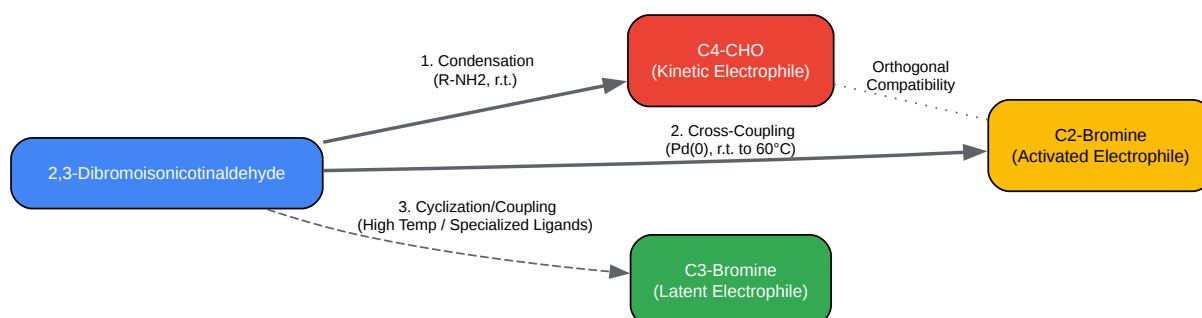 2,3-Dibromoisonicotinaldehyde
1. Condensation
(R-NH2, r.t.)
C4-CHO
(Kinetic Electrophile)
Orthogonal
Compatibility
2. Cross-Coupling
(Pd(0), r.t. to 60°C)
C2-Bromine
(Activated Electrophile)
3. Cyclization/Coupling
(High Temp / Specialized Ligands)
C3-Bromine
(Latent Electrophile)